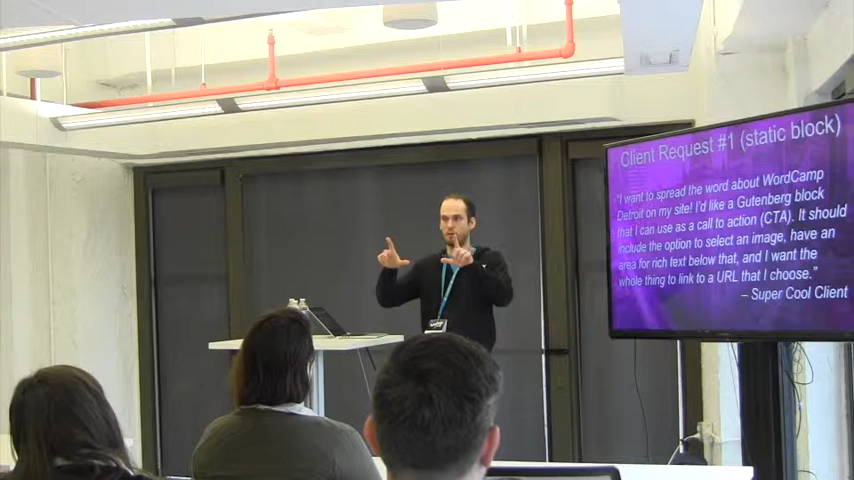 Client Request #1 (static block)
"I want to spread the word about WordCamp
Detroit on my site! I'd like a Gutenberg block
that I can use as a call to action (CTA). It should
include the option to select an image, have an
area for rich text below that, and I want the
whole thing to link to a URL that I choose."
– Super Cool Client